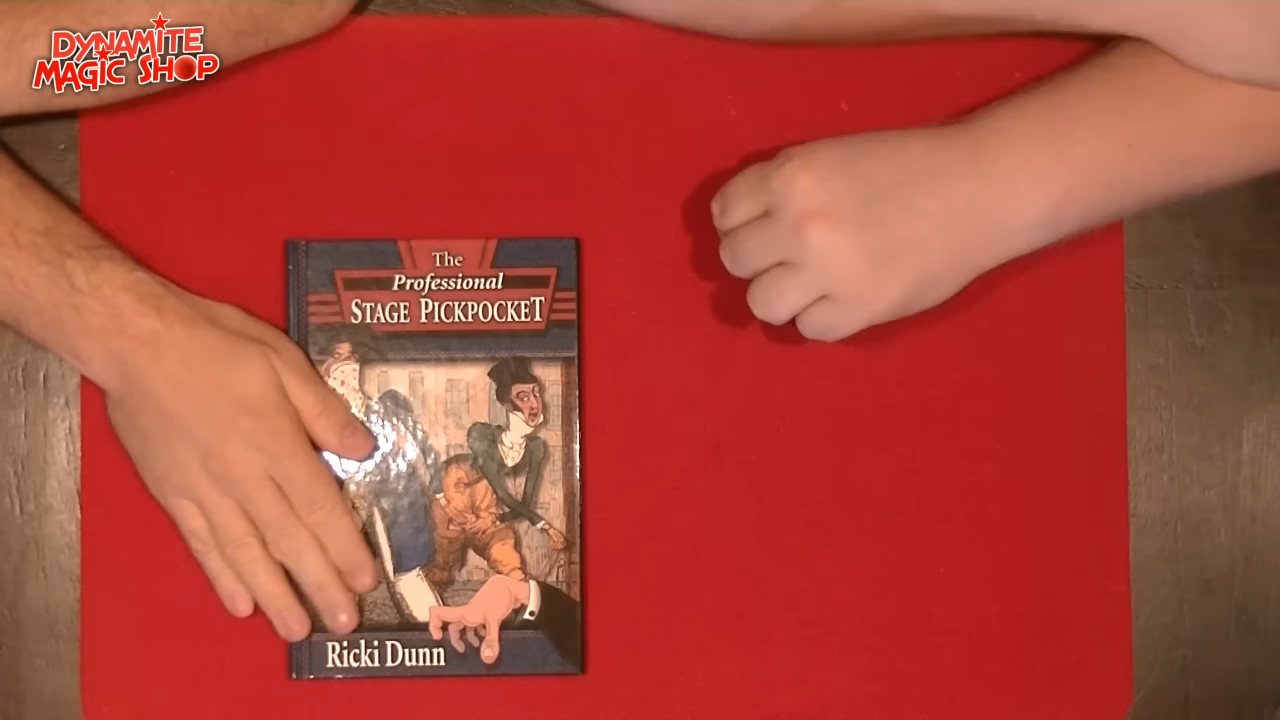 DYNAMITE
MAGIC SHOP
The
Professional
STAGE PICKPOCKET
Ricki Dunn